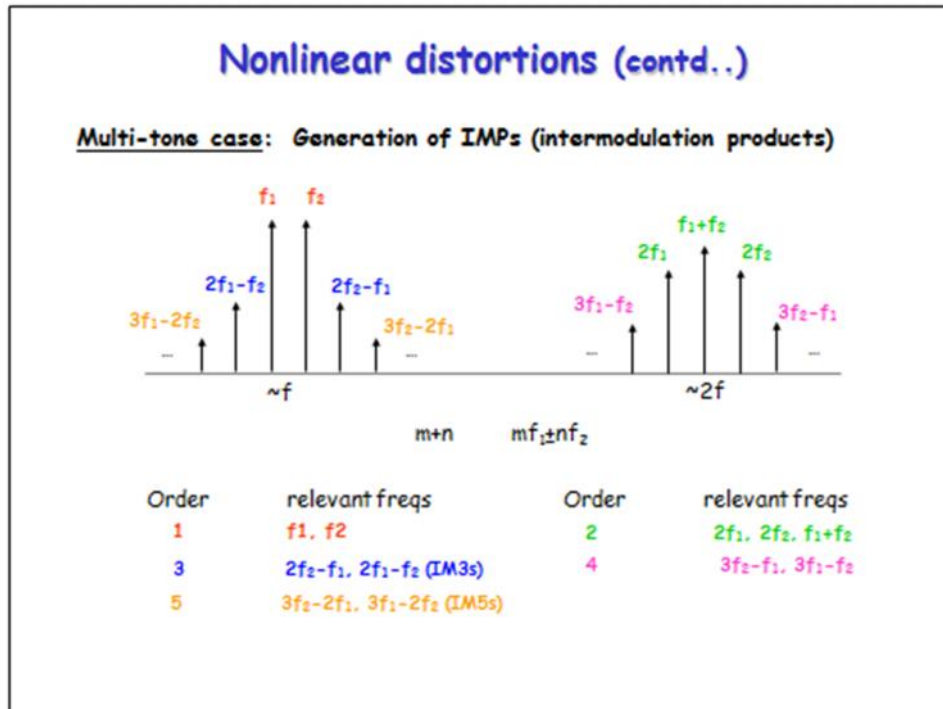 Nonlinear distortions (contd..)
Multi-tone case: Generation of IMPs (intermodulation products)
f₁ f₂
f₁+f₂
2f₁ 2f₂
2f₁-f₂ 2f₂-f₁
3f₁-f₂ 3f₂-f₁
3f₁-2f₂ 3f₂-2f₁
... ... ... ...
~f ~2f
m+n mf₁±nf₂
Order relevant freqs Order relevant freqs
1 f1, f2 2 2f₁, 2f₂, f₁+f₂
3 2f₂-f₁, 2f₁-f₂ (IM3s) 4 3f₂-f₁, 3f₁-f₂
5 3f₂-2f₁, 3f₁-2f₂ (IM5s)